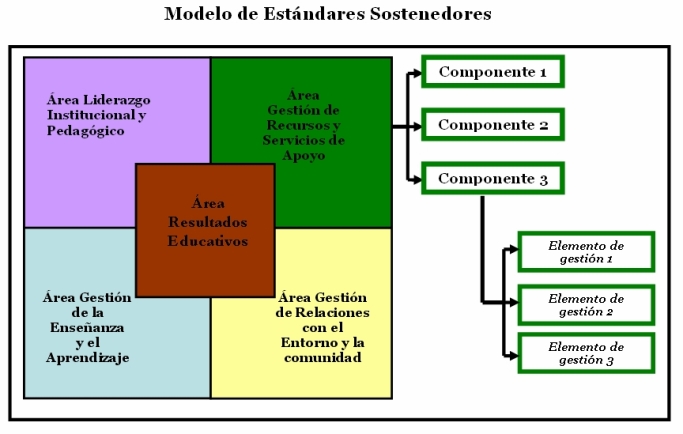 Modelo de Estándares Sostenedores
Área Liderazgo
Institucional y
Pedagógico
Área
Gestión de
Recursos y
Servicios de
Apoyo
Área
Resultados
Educativos
Área Gestión
de la
Enseñanza
y el
Aprendizaje
Área Gestión
de Relaciones
con el
Entorno y la
comunidad
Componente 1
Componente 2
Componente 3
Elemento de
gestión 1
Elemento de
gestión 2
Elemento de
gestión 3